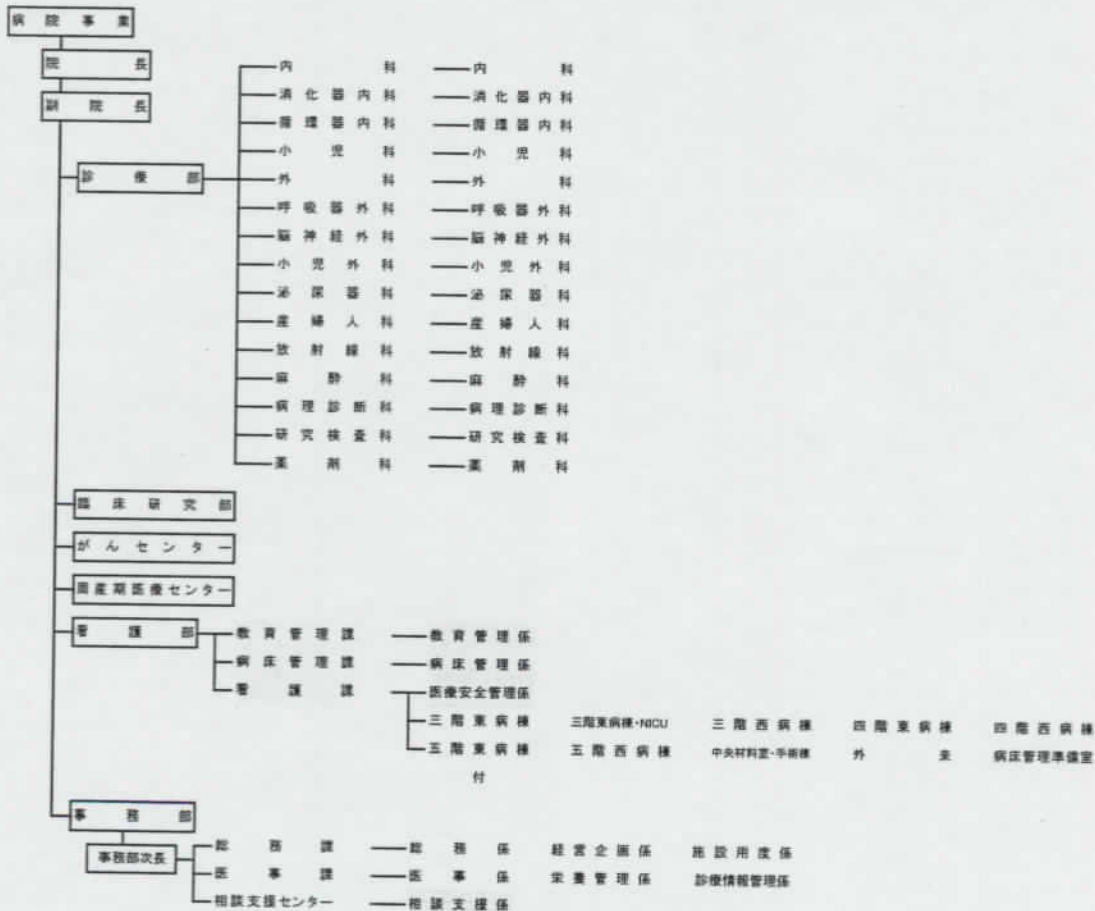 病院事業
院長
副院長
診療部
内科 内科
消化器内科 消化器内科
循環器内科 循環器内科
小児科 小児科
外科 外科
呼吸器外科 呼吸器外科
脳神経外科 脳神経外科
小児外科 小児外科
泌尿器科 泌尿器科
産婦人科 産婦人科
放射線科 放射線科
麻酔科 麻酔科
病理診断科 病理診断科
研究検査科 研究検査科
薬剤科 薬剤科
臨床研究部
がんセンター
周産期医療センター
看護部 教育管理課 教育管理係
病床管理課 病床管理係
看護課 医療安全管理係
三階東病棟 三階東病棟・NICU 三階西病棟 四階東病棟 四階西病棟
五階東病棟 五階西病棟 中央材料室・手術棟 外来 病床管理準備室
付
事務部
事務部次長
総務課 総務係 経営企画係 施設用度係
医事課 医事係 栄養管理係 診療情報管理係
相談支援センター 相談支援係